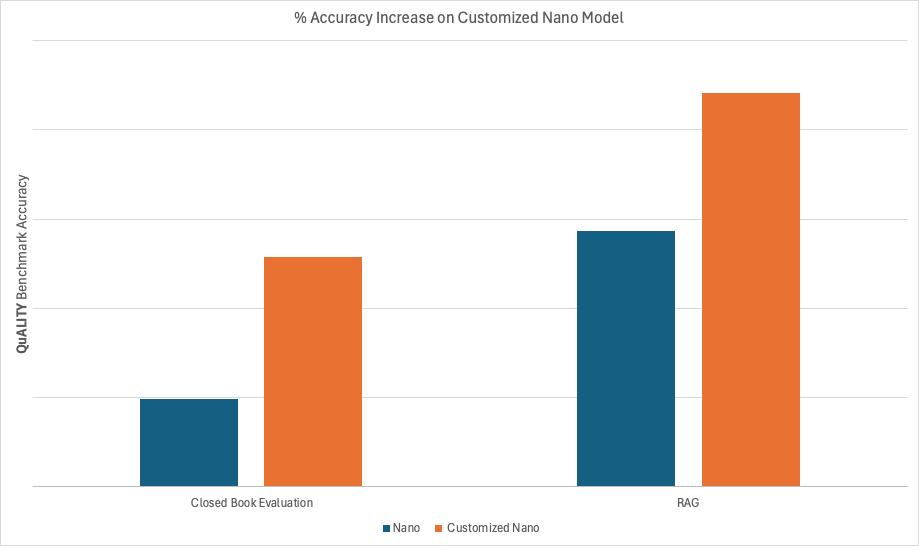 % Accuracy Increase on Customized Nano Model
QuALITY Benchmark Accuracy
Closed Book Evaluation
RAG
Nano
Customized Nano